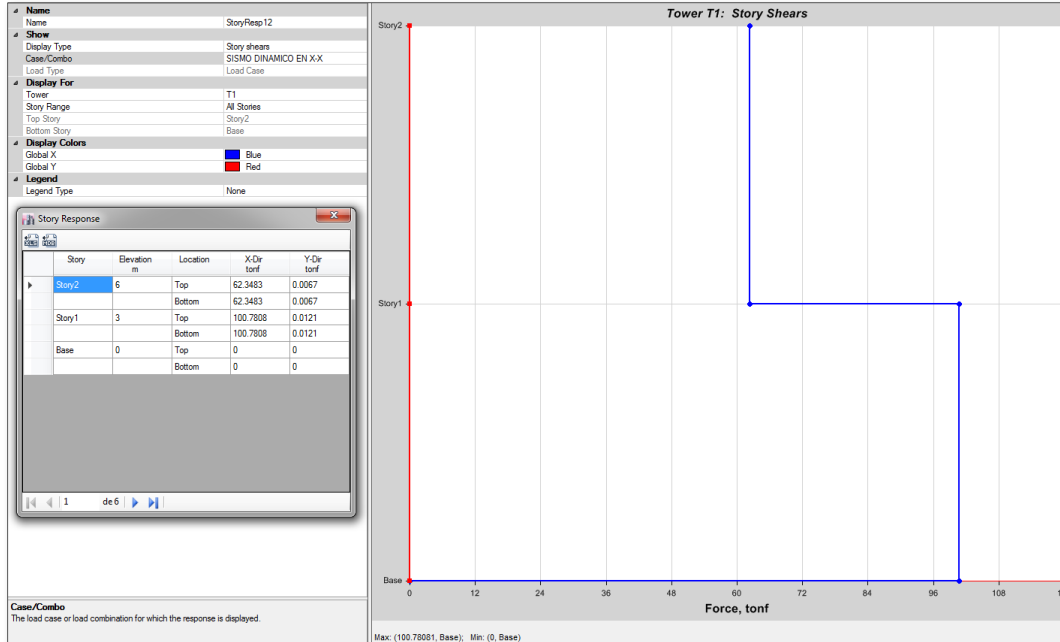 Name
Name StoryResp12
Show
Display Type Story shears
Case/Combo SISMO DINAMICO EN X-X
Load Type Load Case
Display For
Tower T1
Story Range All Stories
Top Story Story2
Bottom Story Base
Display Colors
Global X Blue
Global Y Red
Legend
Legend Type None
Story Response
XLS
Story Elevation m Location X-Dir tonf Y-Dir tonf
Story2 6 Top 62.3483 0.0067
Bottom 62.3483 0.0067
Story1 3 Top 100.7808 0.0121
Bottom 100.7808 0.0121
Base 0 Top 0 0
Bottom 0 0
1 de 6
Case/Combo
The load case or load combination for which the response is displayed.
Tower T1: Story Shears
Story2
Story1
Base
0 12 24 36 48 60 72 84 96 108
Force, tonf
Max: (100.78081, Base); Min: (0, Base)